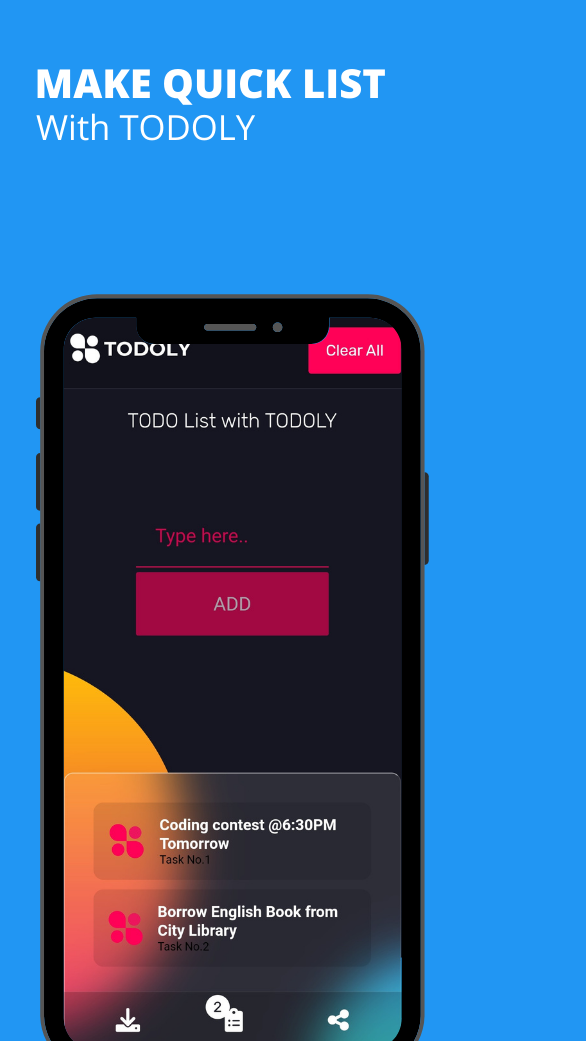 MAKE QUICK LIST
With TODOLY
TODOLY
Clear All
TODO List with TODOLY
Type here..
ADD
Coding contest @6:30PM
Tomorrow
Task No.1
Borrow English Book from
City Library
Task No.2
2